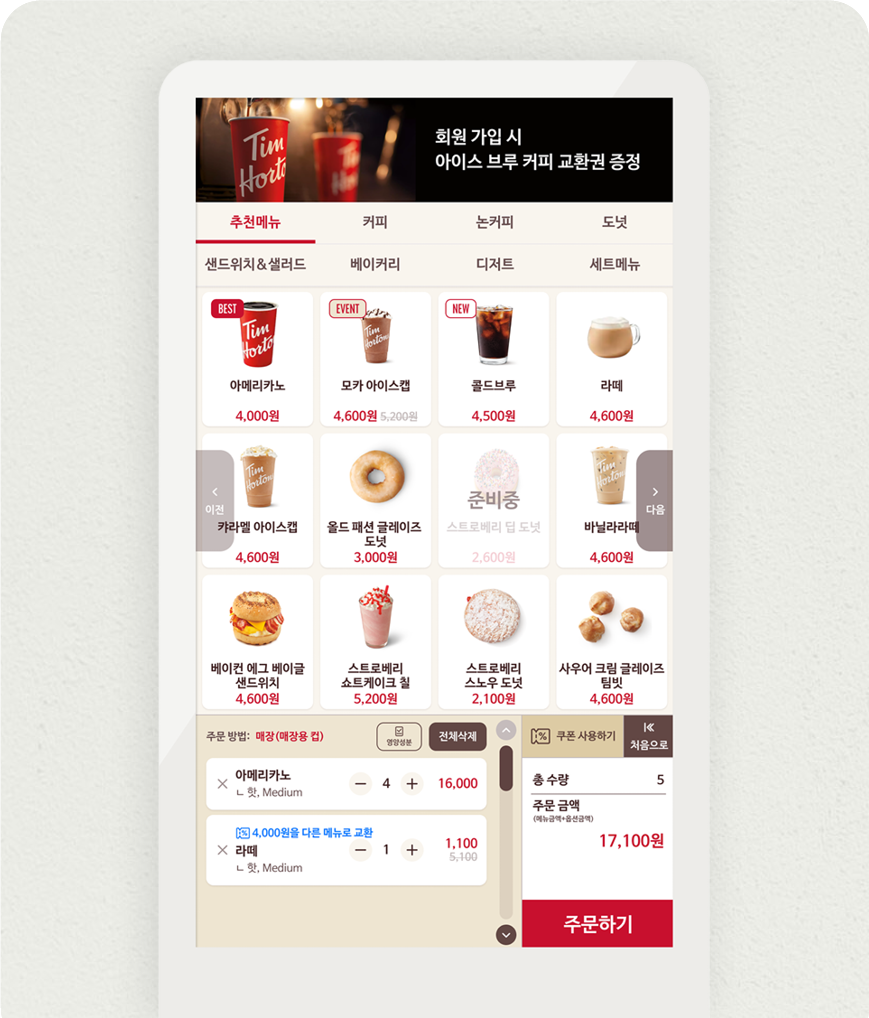 Tim
Hortons
회원 가입 시
아이스 브루 커피 교환권 증정
추천메뉴
커피
논커피
도넛
샌드위치&샐러드
베이커리
디저트
세트메뉴
BEST
Tim
아메리카노
4,000원
EVENT
Tim
모카 아이스캡
4,600원 5,200원
NEW
콜드브루
4,500원
라떼
4,600원
<
이전
Tim
Hortons
캬라멜 아이스캡
4,600원
올드 패션 글레이즈
도넛
3,000원
준비중
스트로베리 딥 도넛
2,600원
Tim
바닐라라떼
4,600원
>
다음
베이컨 에그 베이글
샌드위치
4,600원
스트로베리
쇼트케이크 칠
5,200원
스트로베리
스노우 도넛
2,100원
사우어 크림 글레이즈
팀빗
4,600원
주문 방법: 매장(매장용 컵)
영양성분
전체삭제
쿠폰 사용하기
처음으로
아메리카노
ㄴ 핫, Medium
− 4 +
16,000
4,000원을 다른 메뉴로 교환
라떼
ㄴ 핫, Medium
− 1 +
1,100
5,100
총 수량 5
주문 금액
(메뉴금액+옵션금액)
17,100원
주문하기